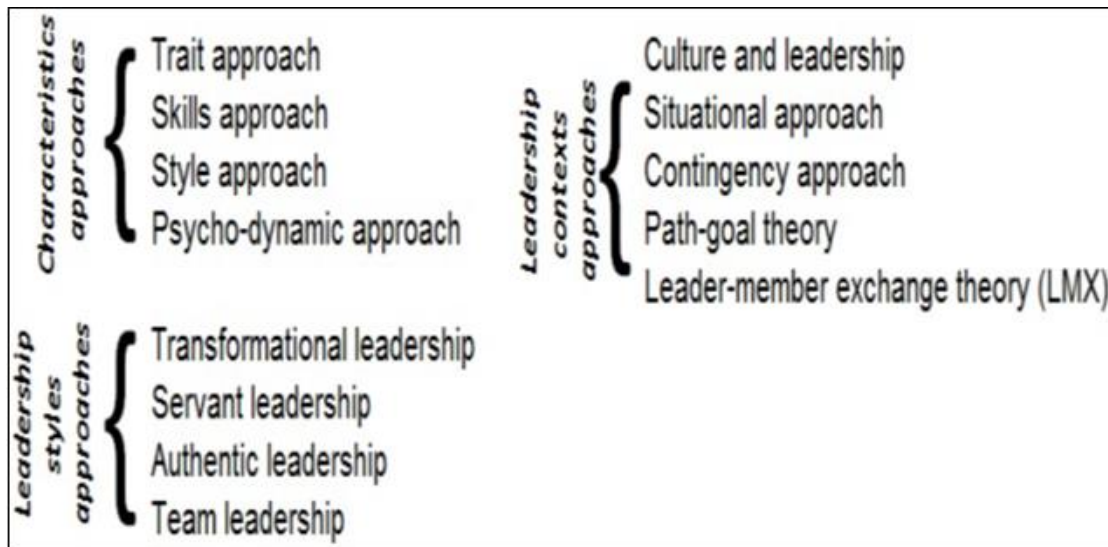 Characteristics
approaches
Trait approach
Skills approach
Style approach
Psycho-dynamic approach
Leadership
contexts
approaches
Culture and leadership
Situational approach
Contingency approach
Path-goal theory
Leader-member exchange theory (LMX)
Leadership
styles
approaches
Transformational leadership
Servant leadership
Authentic leadership
Team leadership